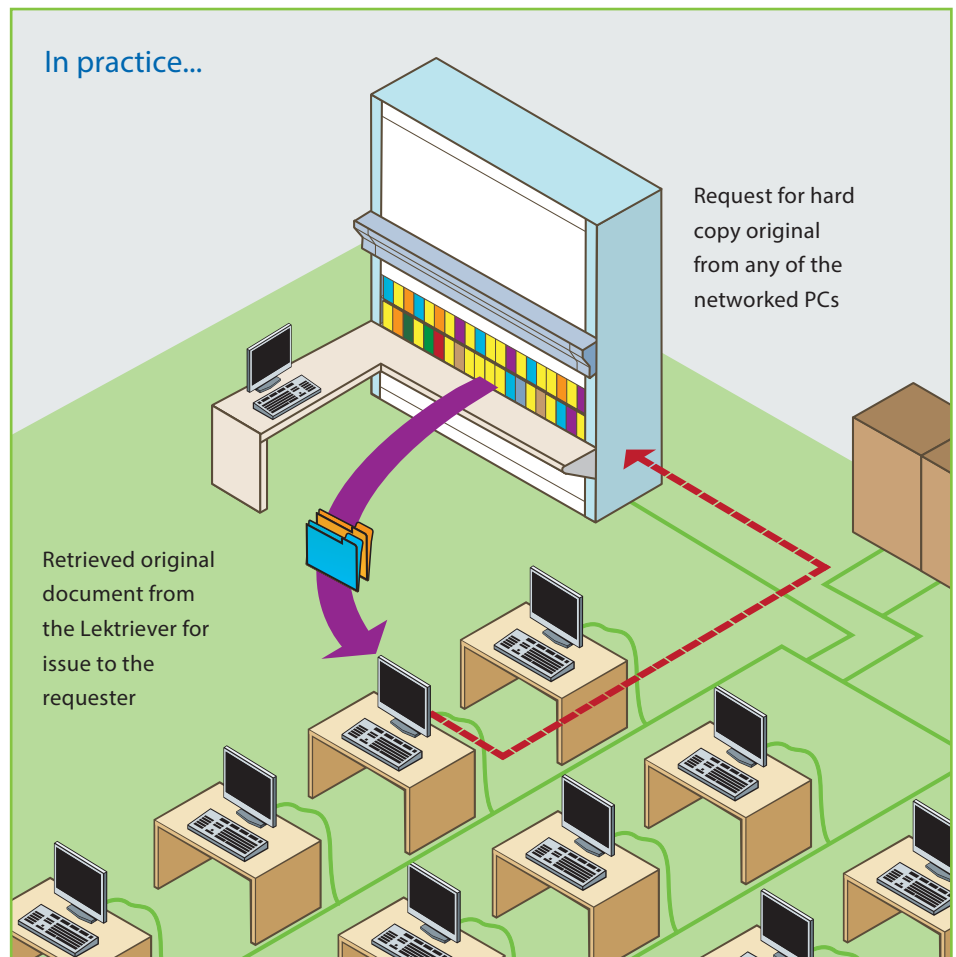 In practice...
Request for hard
copy original
from any of the
networked PCs
Retrieved original
document from
the Lektriever for
issue to the
requester